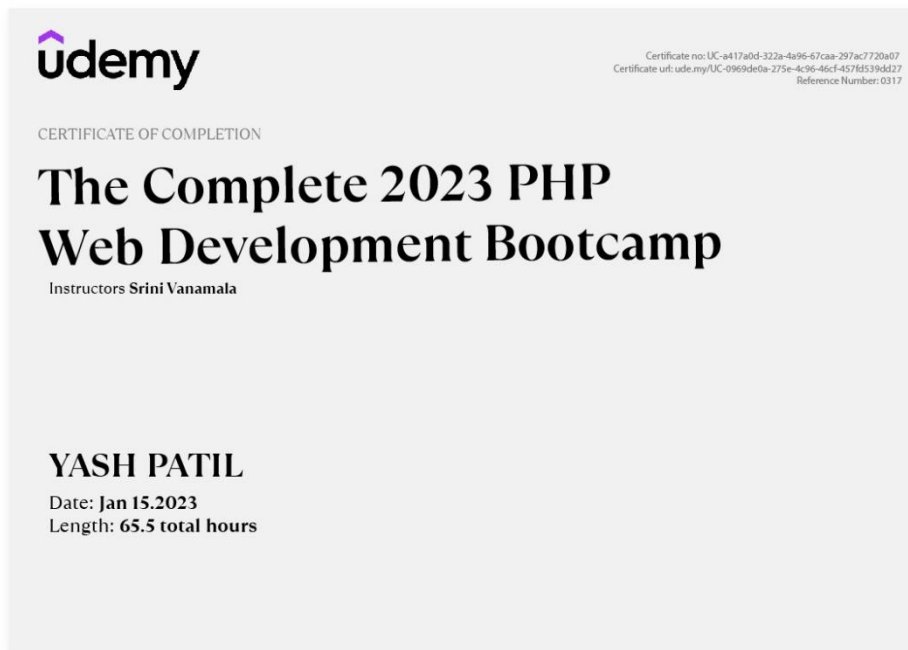 ûdemy
Certificate no: UC-a417a0d-322a-4a96-67caa-297ac7720a07
Certificate url: ude.my/UC-0969de0a-275e-4c96-46cf-457fd539dd27
Reference Number: 0317
CERTIFICATE OF COMPLETION
The Complete 2023 PHP
Web Development Bootcamp
Instructors Srini Vanamala
YASH PATIL
Date: Jan 15.2023
Length: 65.5 total hours